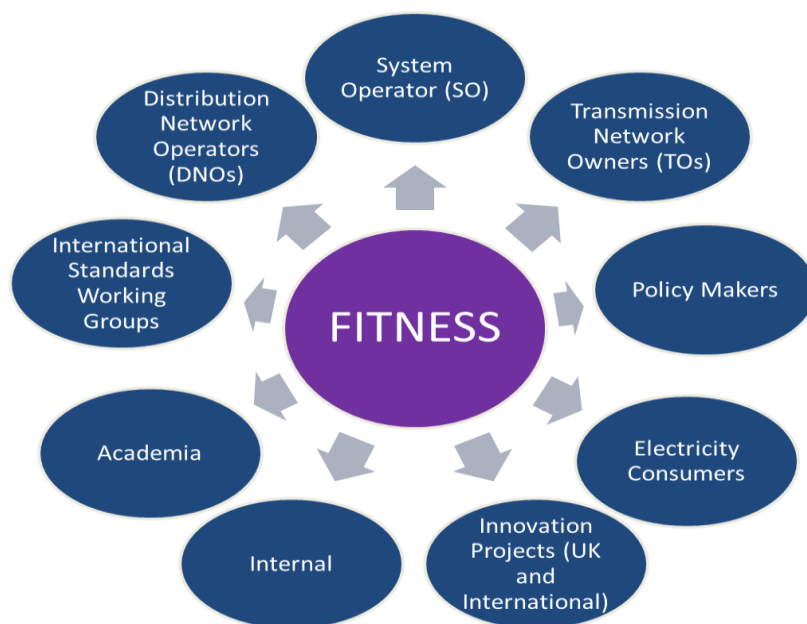 System
Operator (SO)
Transmission
Network
Owners (TOs)
Policy Makers
Electricity
Consumers
Innovation
Projects (UK
and
International)
Internal
Academia
International
Standards
Working
Groups
Distribution
Network
Operators
(DNOs)
FITNESS